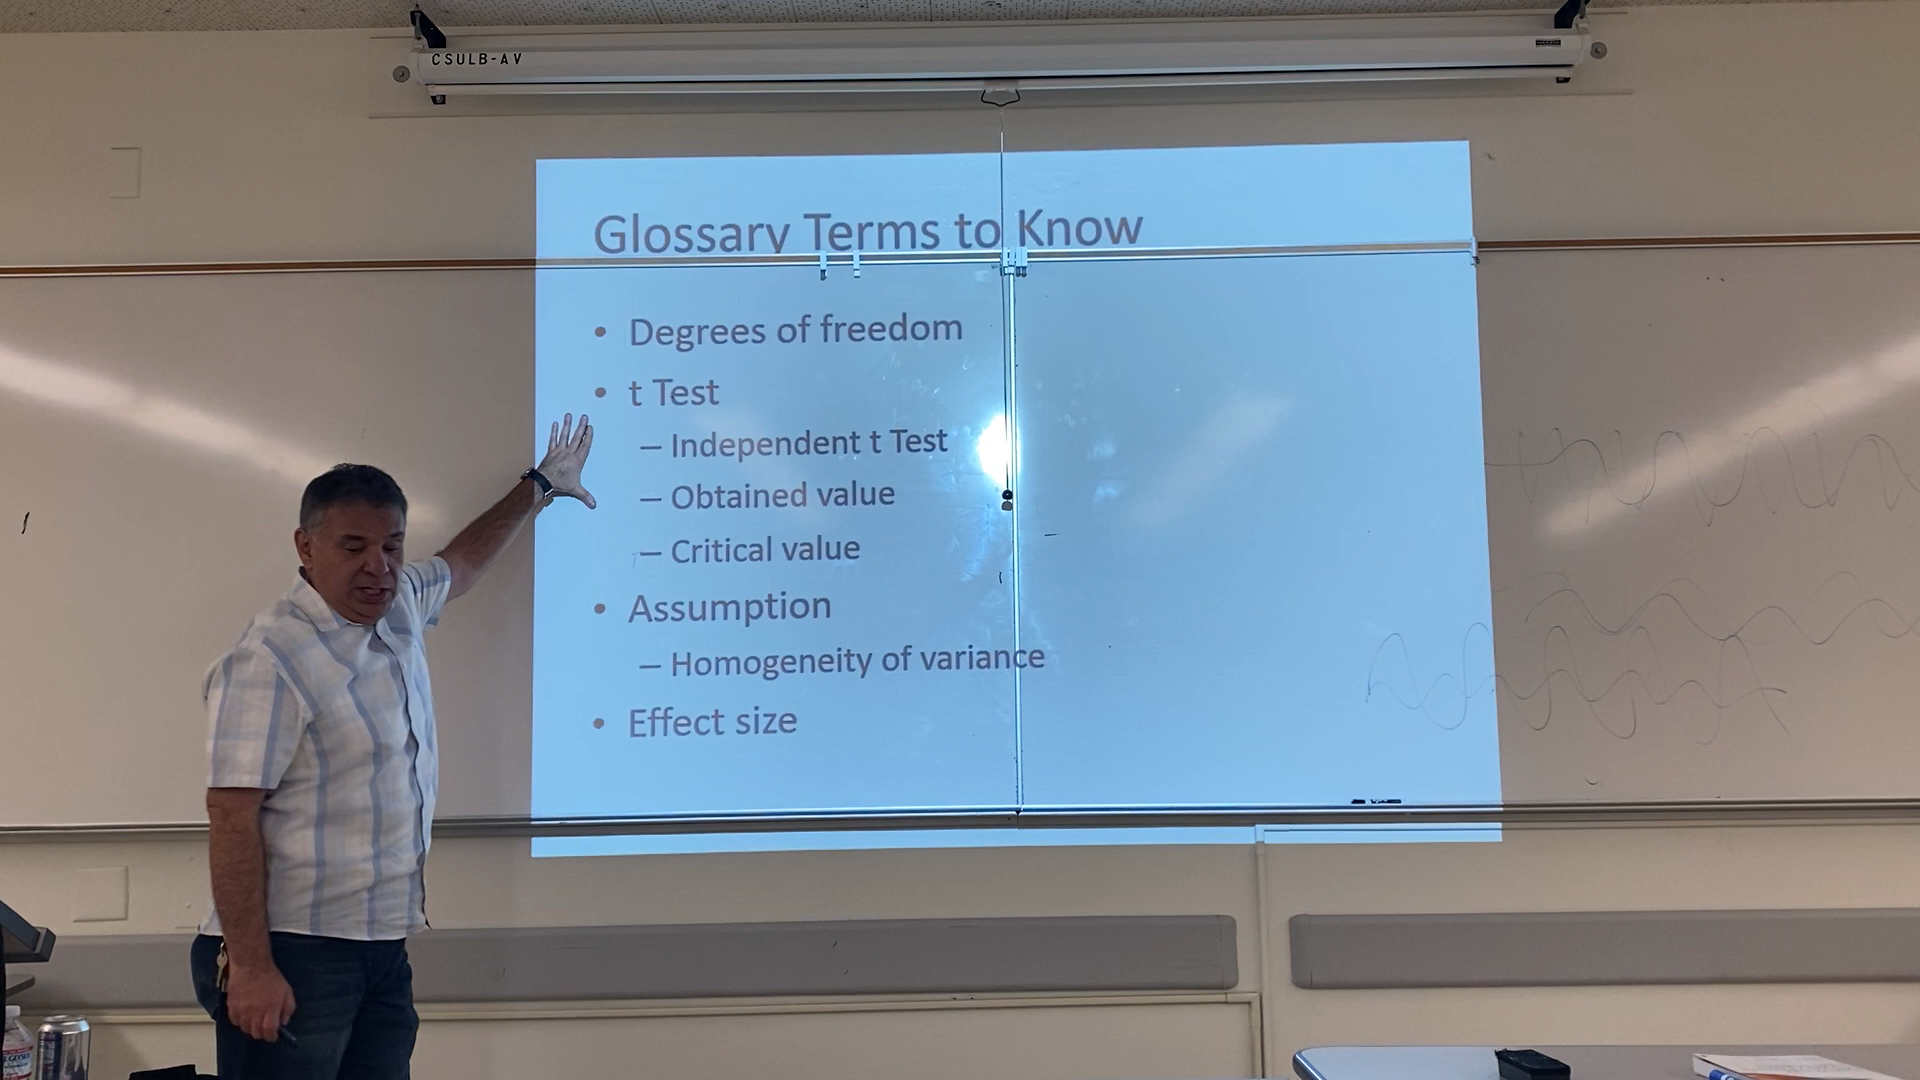 CSULB-AV
Glossary Terms to Know
• Degrees of freedom
• t Test
– Independent t Test
– Obtained value
– Critical value
• Assumption
– Homogeneity of variance
• Effect size